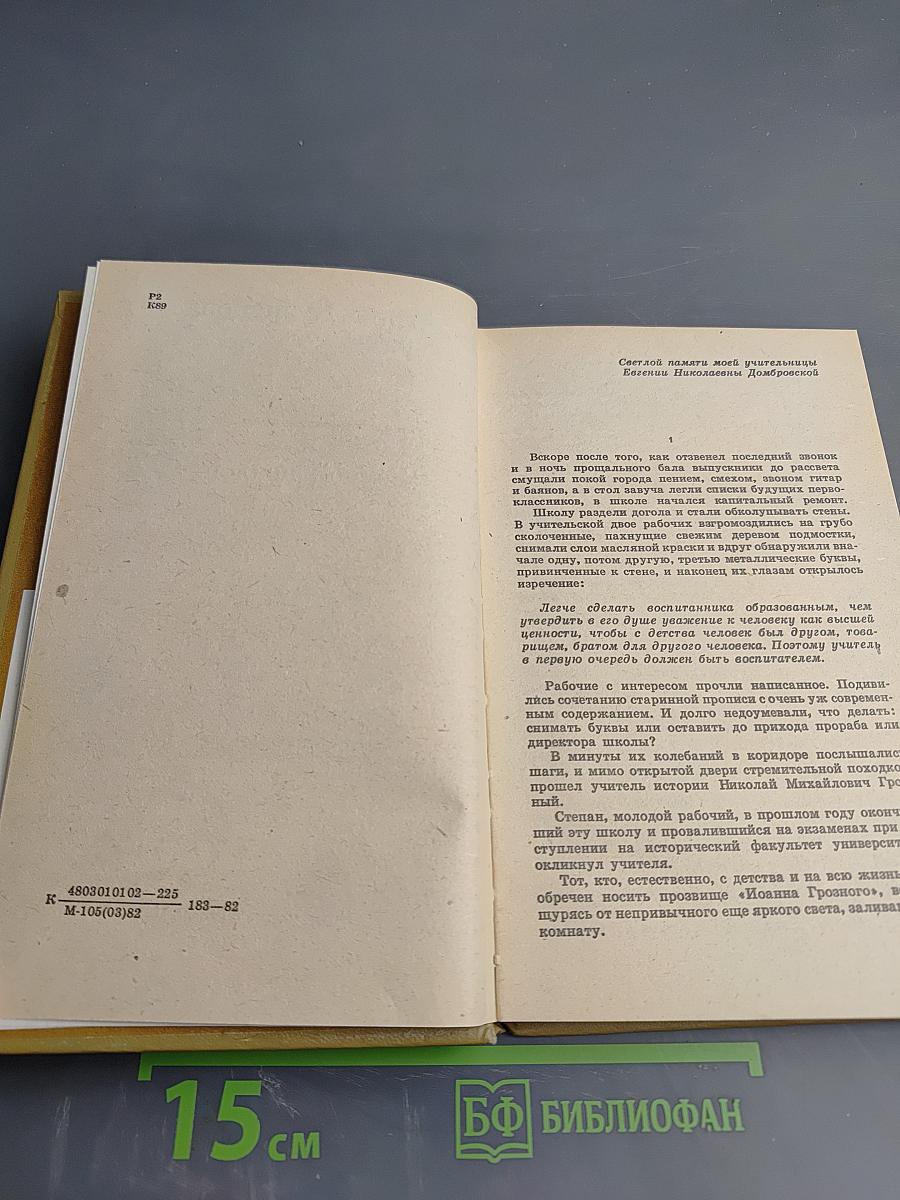 Р2
К89
К 4803010102—225
М-105(03)82
183—82
Светлой памяти моей учительницы
Евгении Николаевны Домбровской
1
Вскоре после того, как отзвенел последний звонок
и в ночь прощального бала выпускники до рассвета
смущали покой города пением, смехом, звоном гитар
и баянов, а в стол завуча легли списки будущих перво-
классников, в школе начался капитальный ремонт.
Школу раздели догола и стали обколупывать стены.
В учительской двое рабочих взгромоздились на грубо
сколоченные, пахнущие свежим деревом подмостки,
снимали слои масляной краски и вдруг обнаружили вна-
чале одну, потом другую, третью металлические буквы,
привинченные к стене, и наконец их глазам открылось
изречение:
Легче сделать воспитанника образованным, чем
утвердить в его душе уважение к человеку как высшей
ценности, чтобы с детства человек был другом, това-
рищем, братом для другого человека. Поэтому учитель
в первую очередь должен быть воспитателем.
Рабочие с интересом прочли написанное. Подиви-
лись сочетанию старинной прописи с очень уж современ-
ным содержанием. И долго недоумевали, что делать:
снимать буквы или оставить до прихода прораба или
директора школы?
В минуты их колебаний в коридоре послышалис
шаги, и мимо открытой двери стремительной походко
прошел учитель истории Николай Михайлович Гро
ный.
Степан, молодой рабочий, в прошлом году оконч
ший эту школу и провалившийся на экзаменах при
ступлении на исторический факультет университ
окликнул учителя.
Тот, кто, естественно, с детства и на всю жизнь
обречен носить прозвище «Иоанна Грозного», в
щурясь от непривычного еще яркого света, залива
комнату.
15 см
БФ БИБЛИОФАН